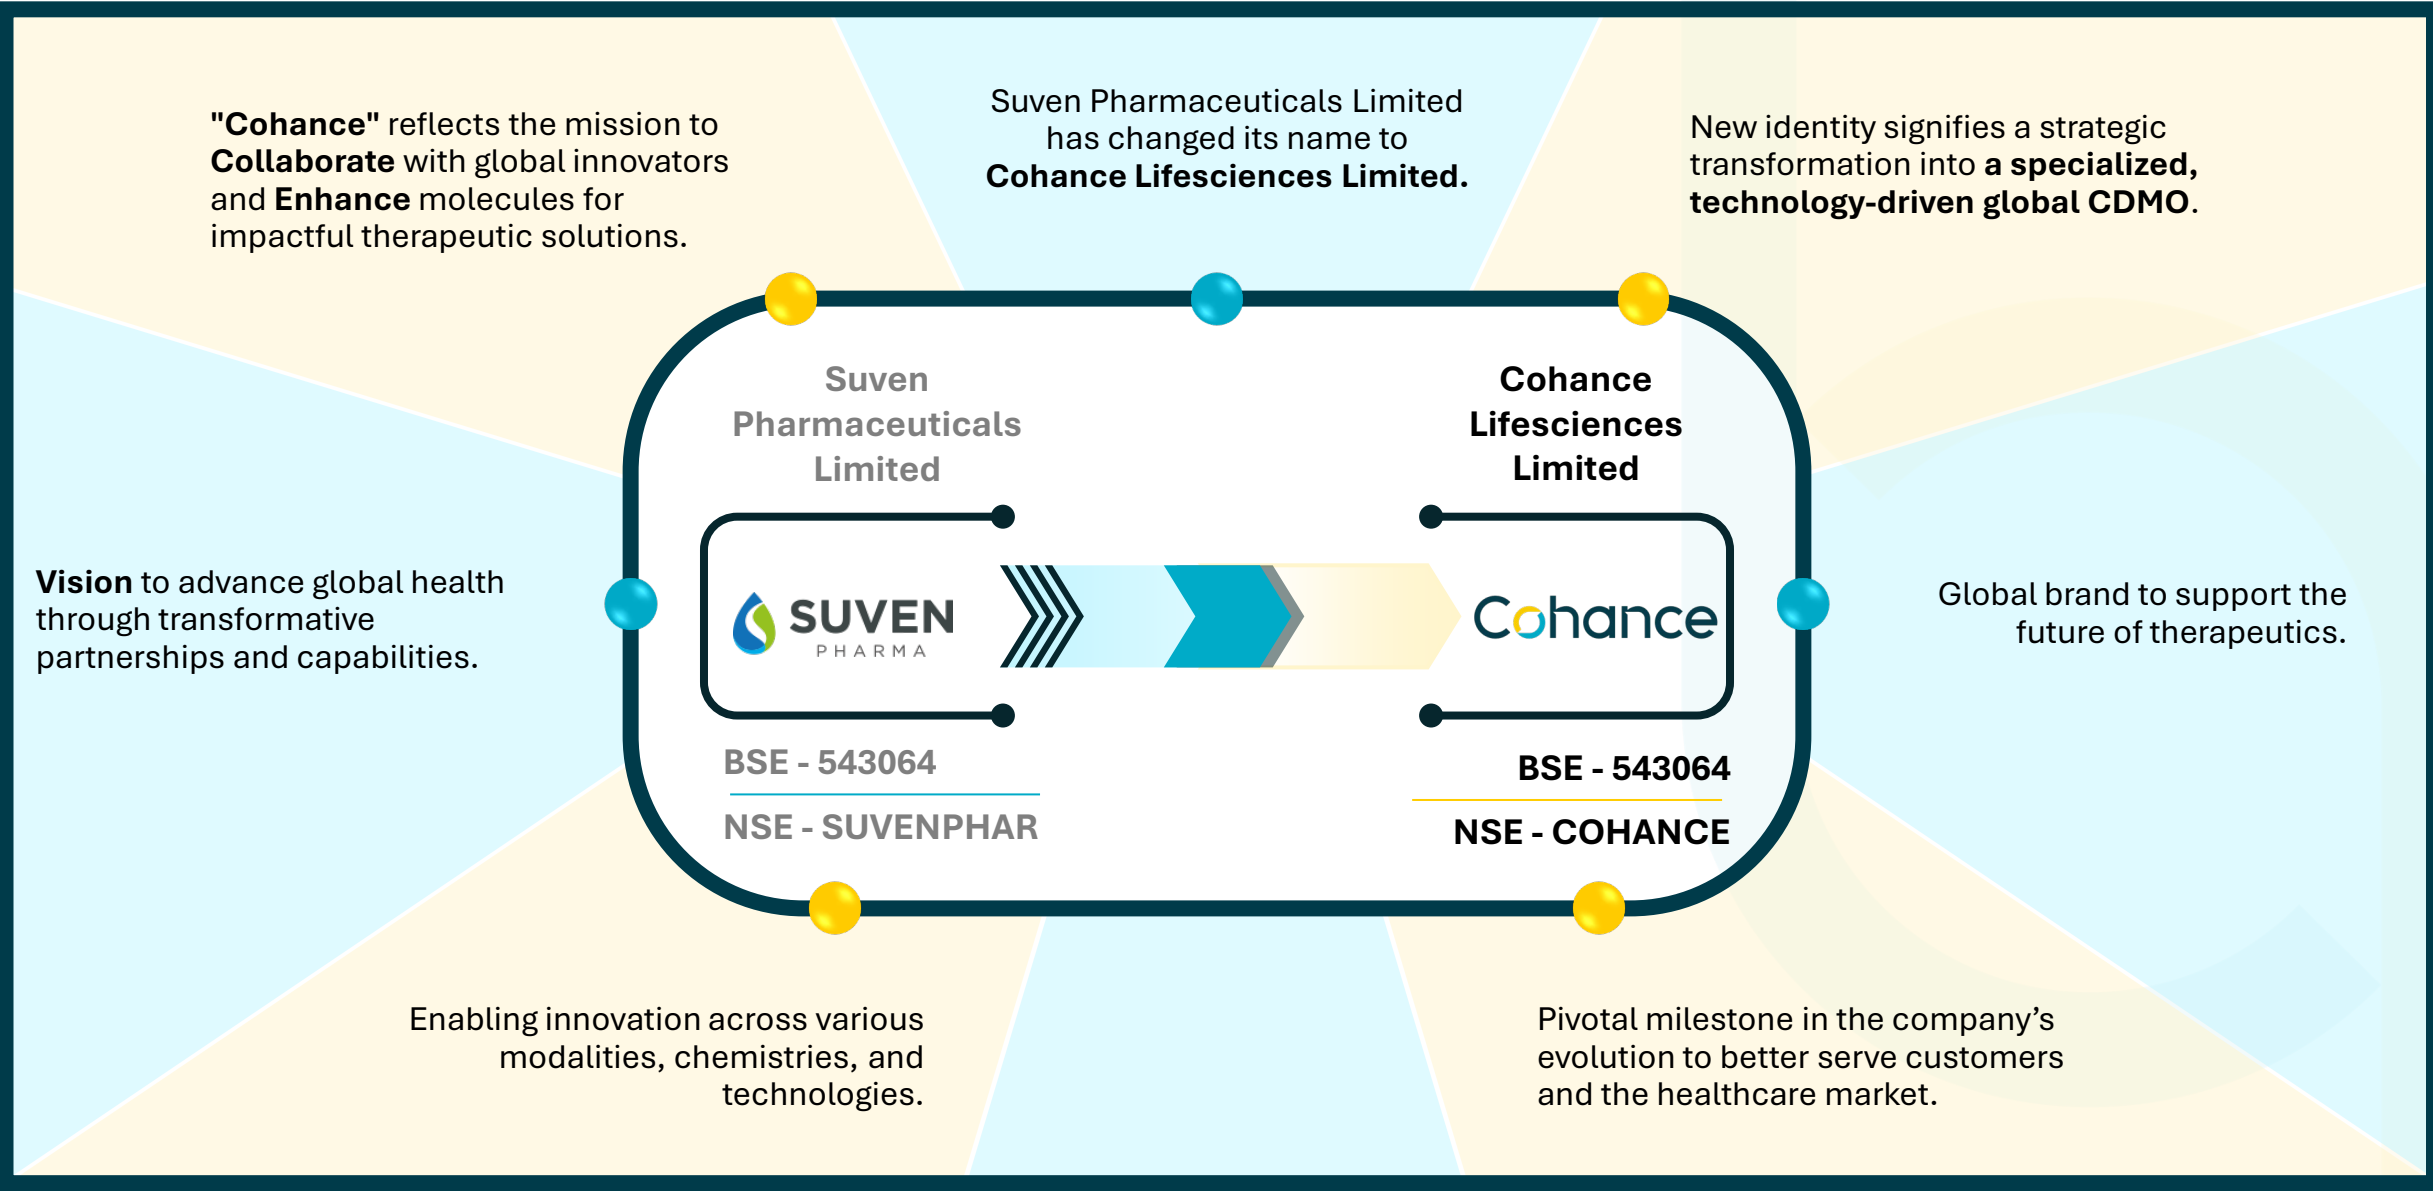 "Cohance" reflects the mission to
Collaborate with global innovators
and Enhance molecules for
impactful therapeutic solutions.
Suven Pharmaceuticals Limited
has changed its name to
Cohance Lifesciences Limited.
New identity signifies a strategic
transformation into a specialized,
technology-driven global CDMO.
Vision to advance global health
through transformative
partnerships and capabilities.
Suven
Pharmaceuticals
Limited
SUVEN
PHARMA
BSE - 543064
NSE - SUVENPHAR
Cohance
Lifesciences
Limited
Cohance
BSE - 543064
NSE - COHANCE
Global brand to support the
future of therapeutics.
Enabling innovation across various
modalities, chemistries, and
technologies.
Pivotal milestone in the company’s
evolution to better serve customers
and the healthcare market.